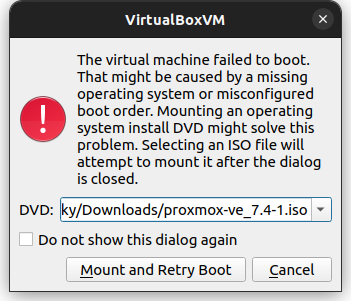 VirtualBoxVM
The virtual machine failed to boot.
That might be caused by a missing
operating system or misconfigured
boot order. Mounting an operating
system install DVD might solve this
problem. Selecting an ISO file will
attempt to mount it after the dialog
is closed.
DVD: ky/Downloads/proxmox-ve_7.4-1.iso
Do not show this dialog again
Mount and Retry Boot Cancel